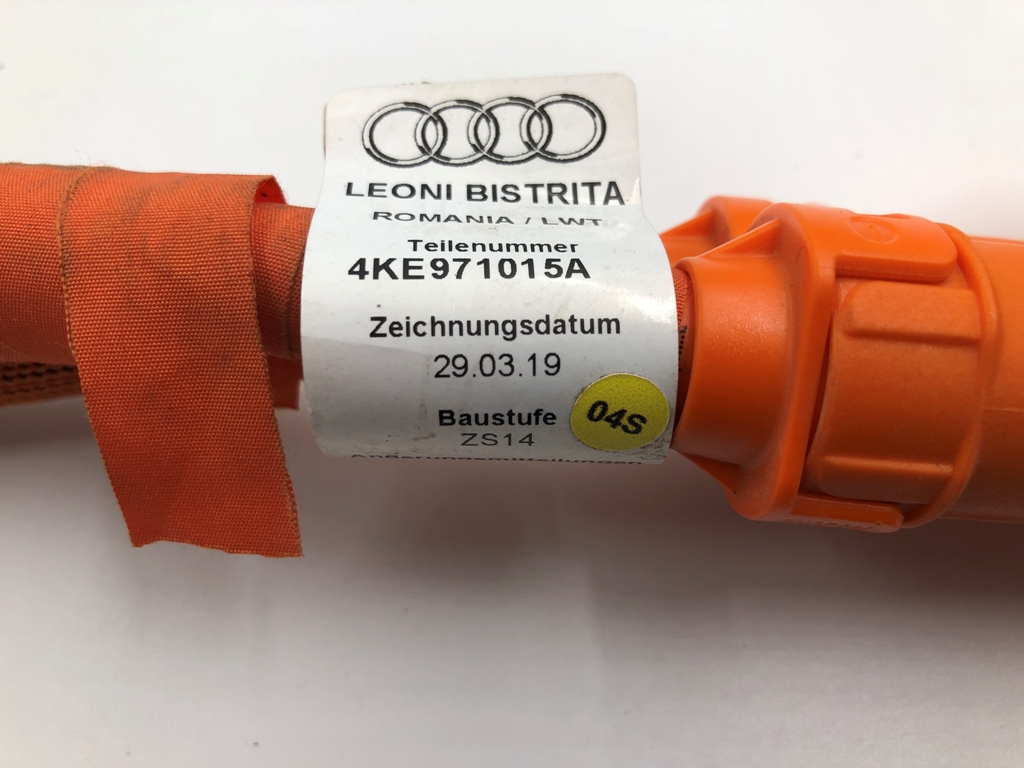 LEONI BISTRITA
ROMANIA / LWT
Teilenummer
4KE971015A
Zeichnungsdatum
29.03.19
Baustufe
ZS14
04S